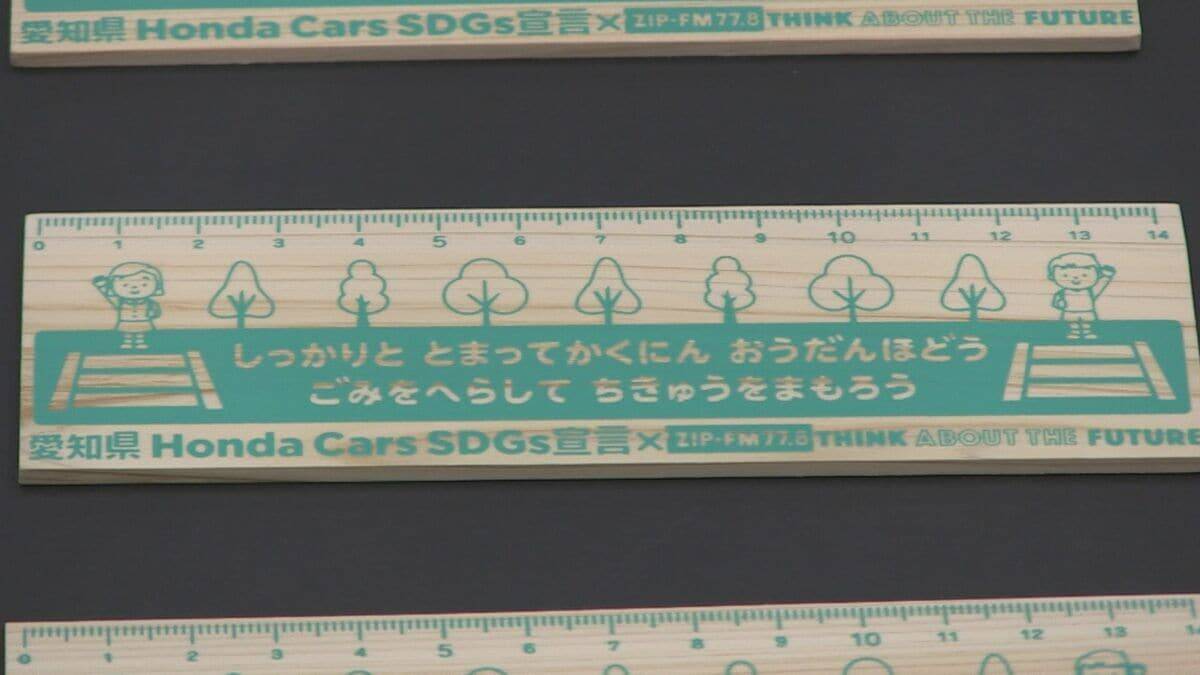 愛知県 Honda Cars SDGs宣言×ZIP-FM 77.8 THINK ABOUT THE FUTURE
0 1 2 3 4 5 6 7 8 9 10 11 12 13 14
しっかりと とまってかくにん おうだんほどう
ごみをへらして ちきゅうをまもろう
愛知県 Honda Cars SDGs宣言×ZIP-FM 77.8 THINK ABOUT THE FUTURE
0 1 2 3 4 5 6 7 8 9 10 11 12 13 14